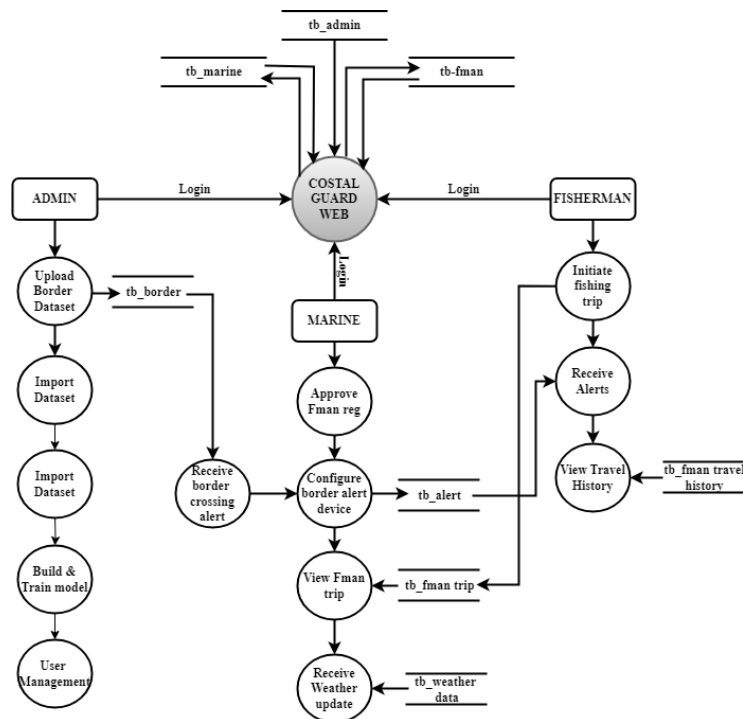 tb_admin
tb_marine
tb-fman
Login
COSTAL
GUARD
WEB
Login
ADMIN
FISHERMAN
Login
Upload
Border
Dataset
tb_border
MARINE
Initiate
fishing
trip
Import
Dataset
Approve
Fman reg
Receive
Alerts
Import
Dataset
Receive
border
crossing
alert
Configure
border alert
device
tb_alert
View Travel
History
tb_fman travel
history
Build &
Train model
View Fman
trip
tb_fman trip
User
Management
Receive
Weather
update
tb_weather
data